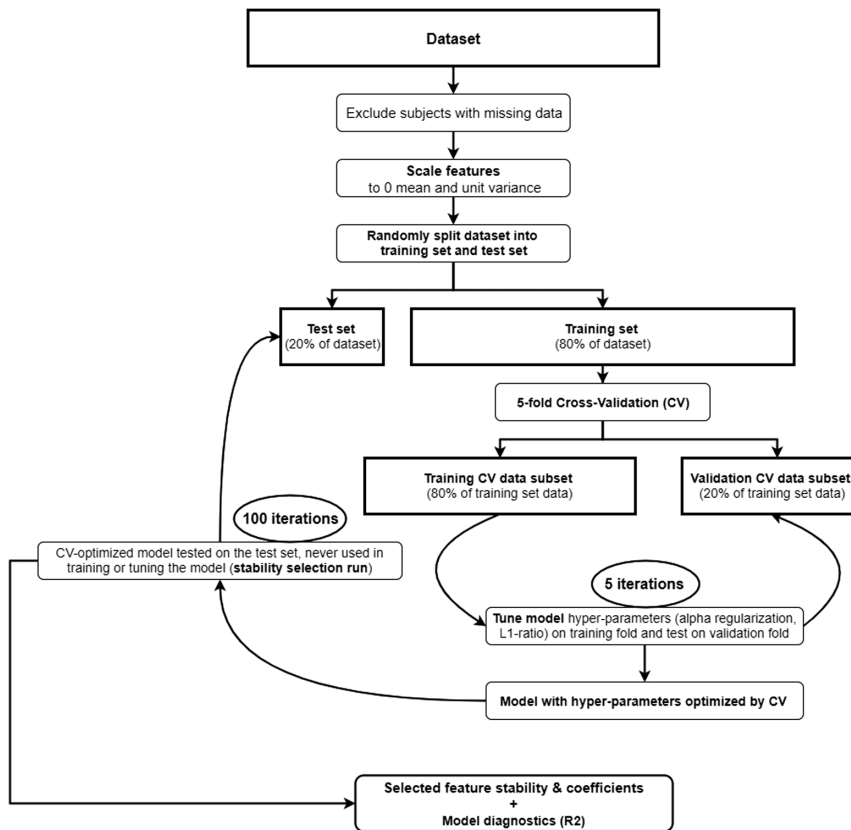 Dataset
Exclude subjects with missing data
Scale features
to 0 mean and unit variance
Randomly split dataset into
training set and test set
Test set
(20% of dataset)
Training set
(80% of dataset)
5-fold Cross-Validation (CV)
Training CV data subset
(80% of training set data)
Validation CV data subset
(20% of training set data)
100 iterations
CV-optimized model tested on the test set, never used in
training or tuning the model (stability selection run)
5 iterations
Tune model hyper-parameters (alpha regularization,
L1-ratio) on training fold and test on validation fold
Model with hyper-parameters optimized by CV
Selected feature stability & coefficients
+
Model diagnostics (R2)